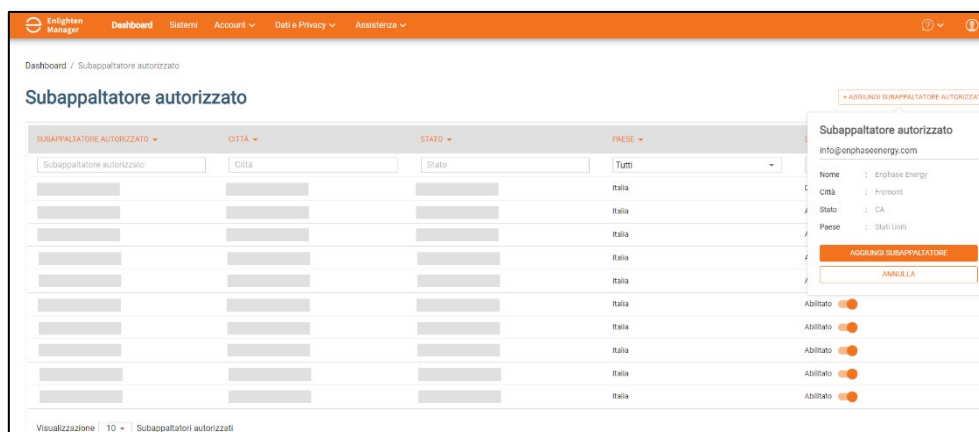 Enlighten Manager Dashboard Sistemi Account Dati e Privacy Assistenza
Dashboard / Subappaltatore autorizzato
Subappaltatore autorizzato
+ AGGIUNGI SUBAPPALTATORE
SUBAPPALTATORE AUTORIZZATO CITTÀ STATO PAESE
Subappaltatore autorizzato Città Stato Tutti
Italia
Italia
Italia
Italia
Italia
Italia Abilitato
Italia Abilitato
Italia Abilitato
Italia Abilitato
Italia Abilitato
Subappaltatore autorizzato
info@enphaseenergy.com
Nome : Enphase Energy
Città : Fremont
Stato : CA
Paese : Stati Uniti
AGGIUNGI SUBAPPALTATORE
ANNULLA
Visualizzazione 10 Subappaltatori autorizzati